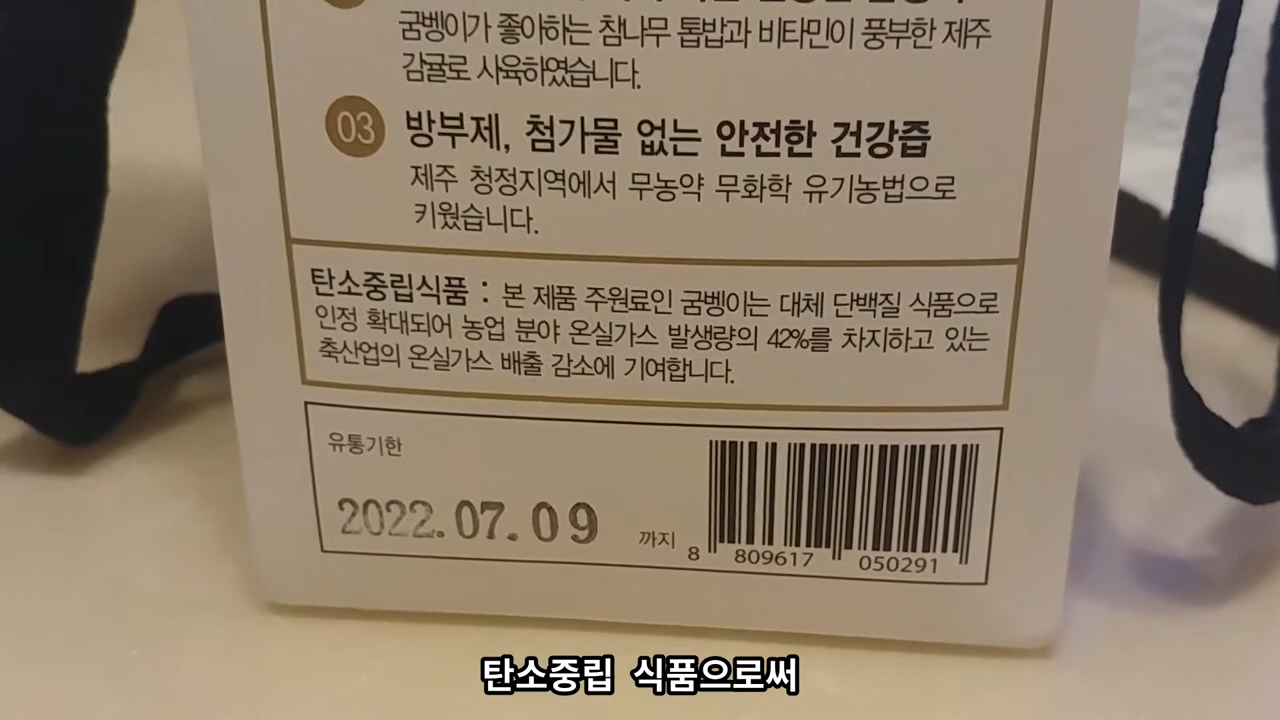 굼벵이가 좋아하는 참나무 톱밥과 비타민이 풍부한 제주
감귤로 사육하였습니다.
03 방부제, 첨가물 없는 안전한 건강즙
제주 청정지역에서 무농약 무화학 유기농법으로
키웠습니다.
탄소중립식품 : 본 제품 주원료인 굼벵이는 대체 단백질 식품으로
인정 확대되어 농업 분야 온실가스 발생량의 42%를 차지하고 있는
축산업의 온실가스 배출 감소에 기여합니다.
유통기한
2022.07.09 까지
8 809617 050291
탄소중립 식품으로써